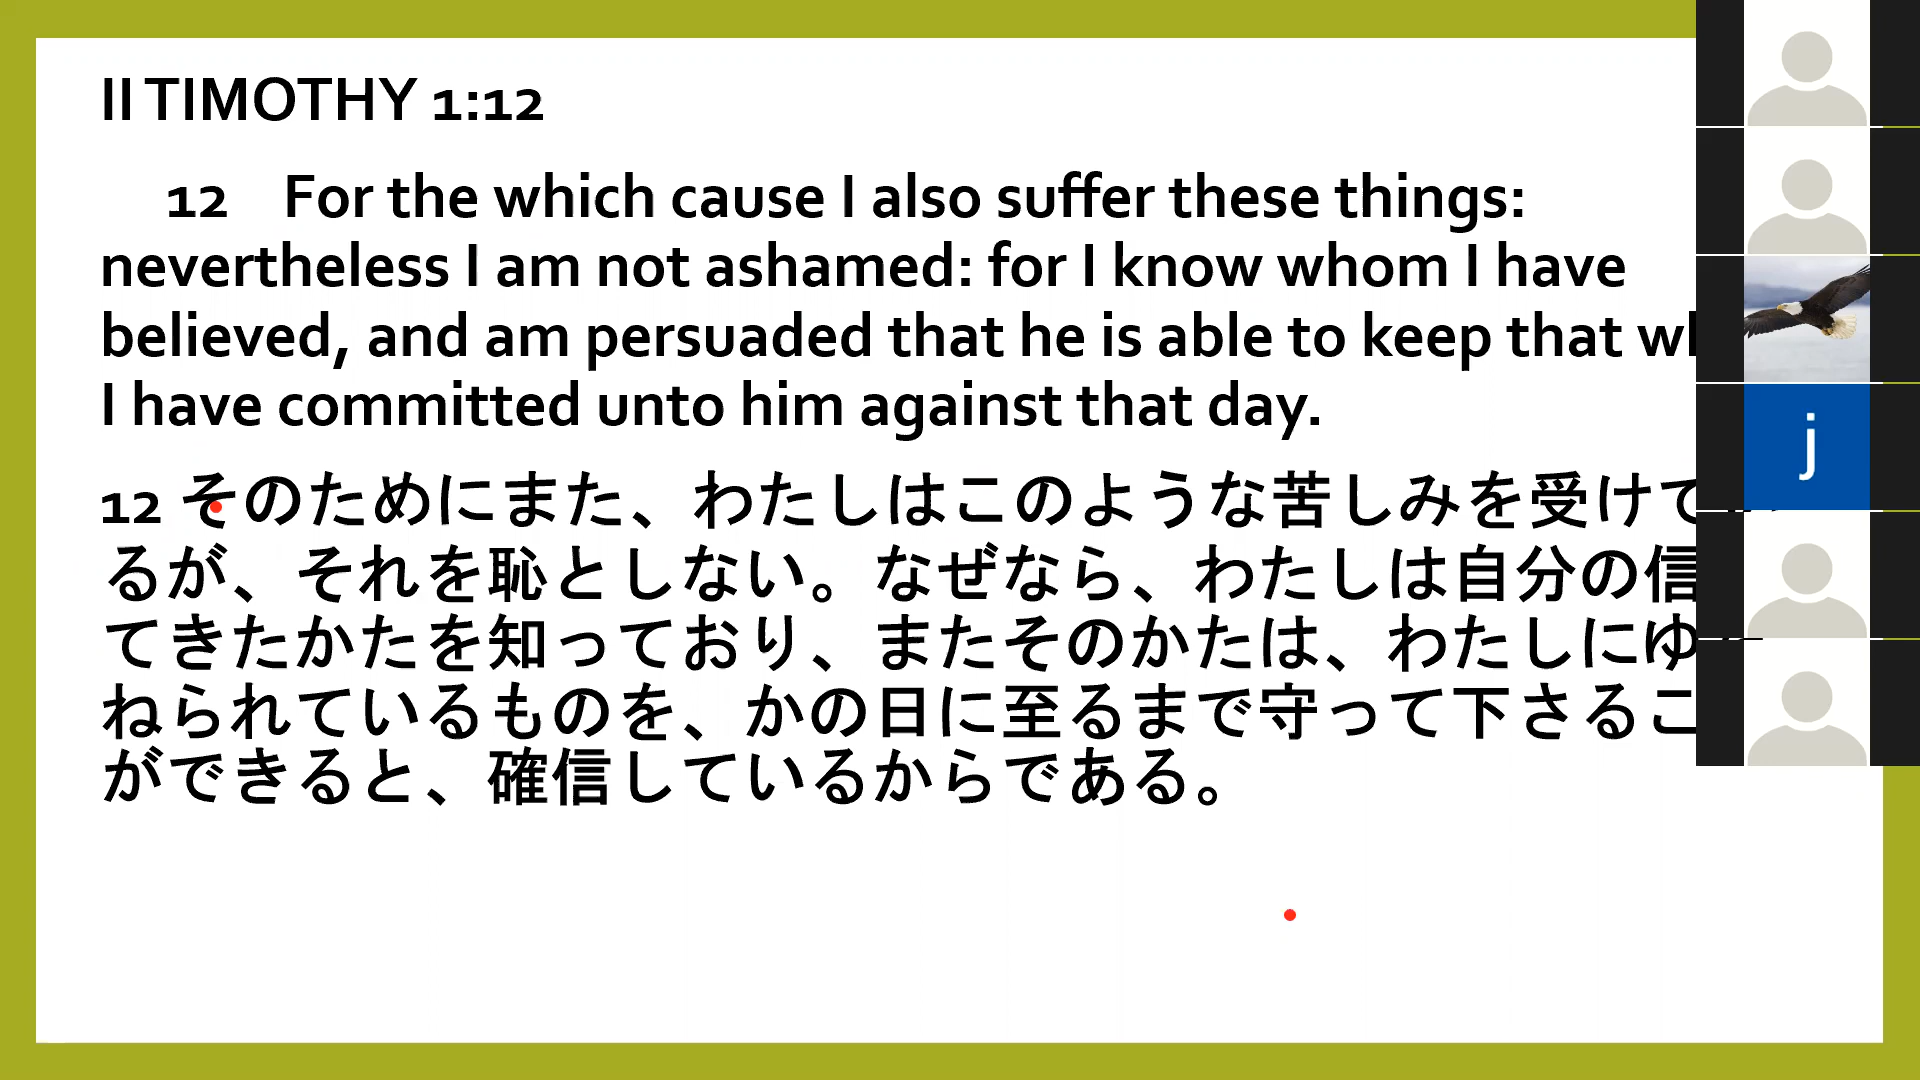 II TIMOTHY 1:12
12 For the which cause I also suffer these things:
nevertheless I am not ashamed: for I know whom I have
believed, and am persuaded that he is able to keep that
I have committed unto him against that day.
12 そのためにまた、わたしはこのような苦しみを受けて
るが、それを恥としない。なぜなら、わたしは自分の信
てきたかたを知っており、またそのかたは、わたしにゆ
ねられているものを、かの日に至るまで守って下さるこ
ができると、確信しているからである。
j